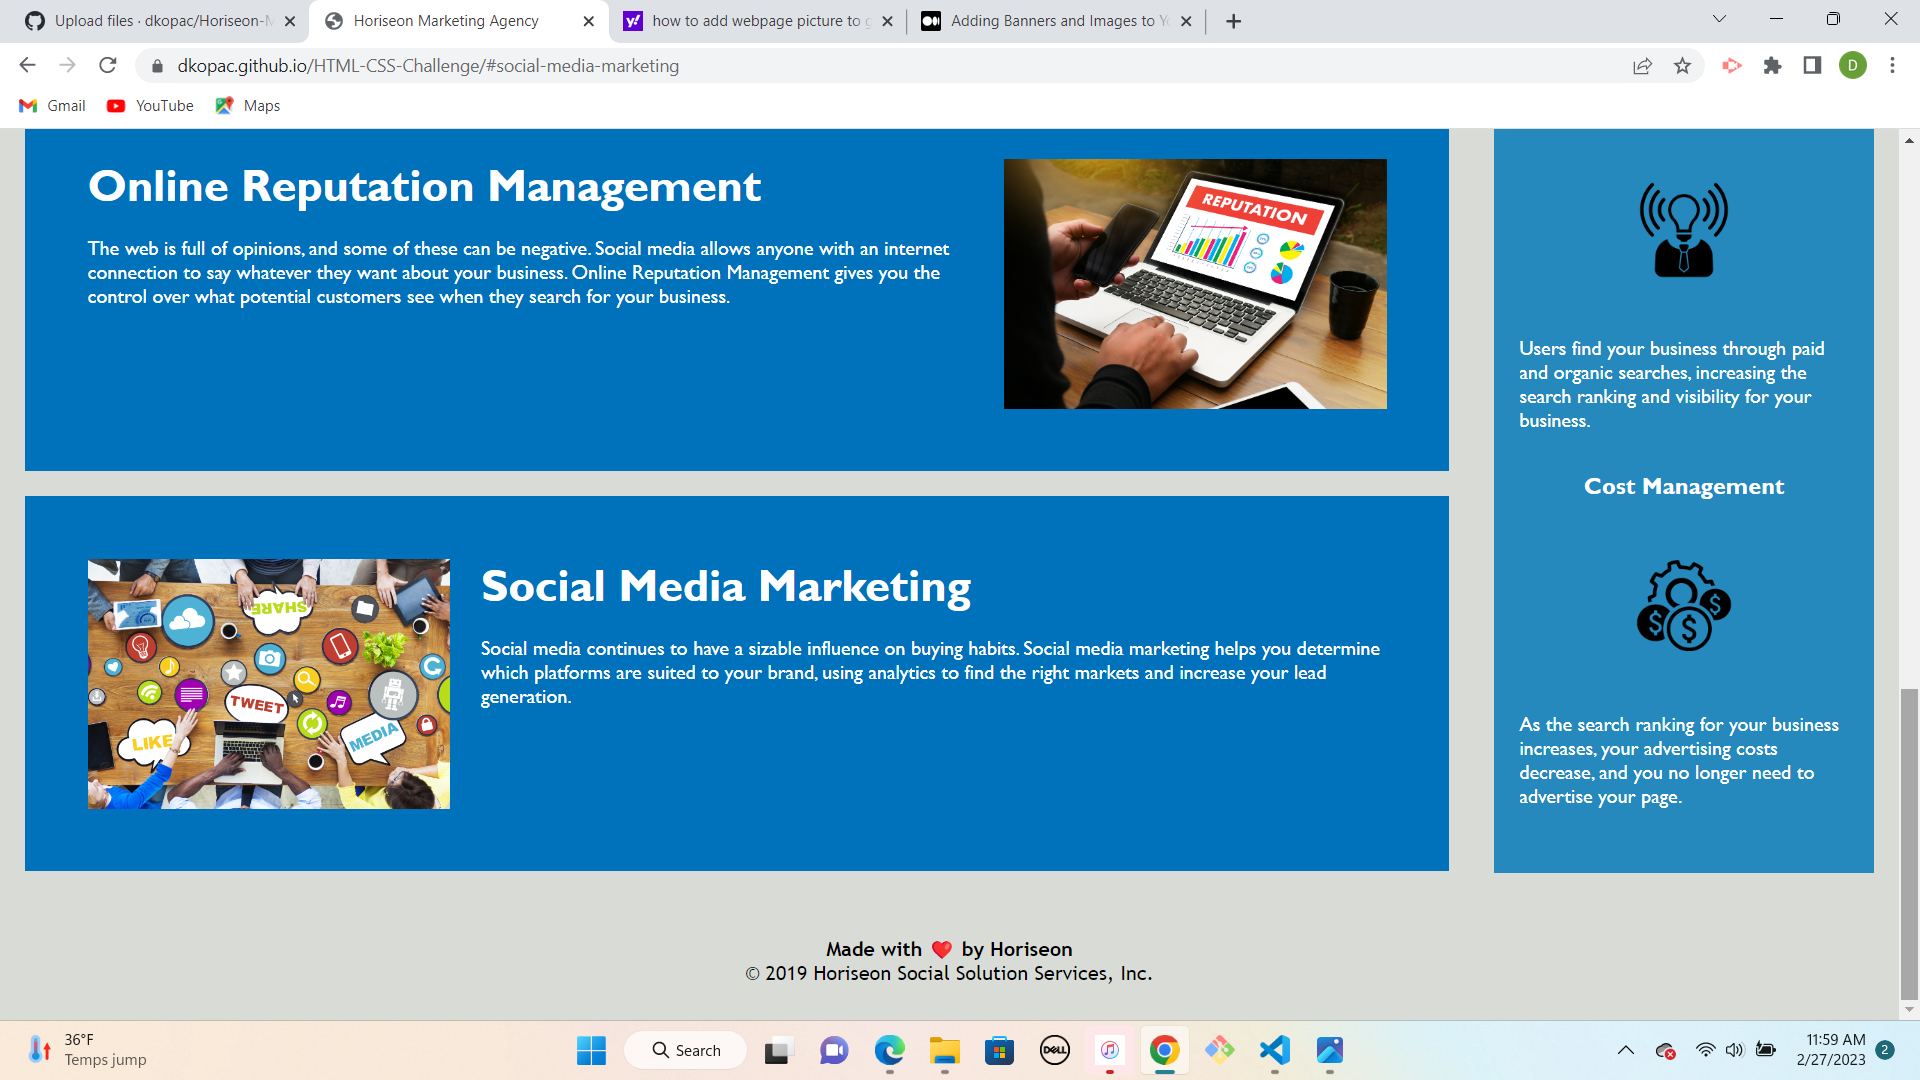 Upload files · dkopac/Horiseon-M
Horiseon Marketing Agency
how to add webpage picture to g
Adding Banners and Images to Yo
dkopac.github.io/HTML-CSS-Challenge/#social-media-marketing
D
Gmail
YouTube
Maps
Online Reputation Management
The web is full of opinions, and some of these can be negative. Social media allows anyone with an internet
connection to say whatever they want about your business. Online Reputation Management gives you the
control over what potential customers see when they search for your business.
REPUTATION
Users find your business through paid
and organic searches, increasing the
search ranking and visibility for your
business.
Cost Management
SHARE
TWEET
LIKE
MEDIA
Social Media Marketing
Social media continues to have a sizable influence on buying habits. Social media marketing helps you determine
which platforms are suited to your brand, using analytics to find the right markets and increase your lead
generation.
As the search ranking for your business
increases, your advertising costs
decrease, and you no longer need to
advertise your page.
Made with ❤️ by Horiseon
© 2019 Horiseon Social Solution Services, Inc.
36°F
Temps jump
Search
DELL
11:59 AM
2/27/2023
2